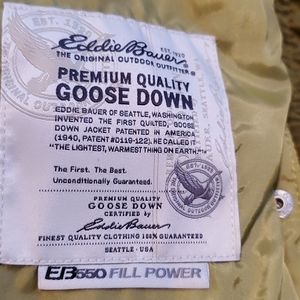 Eddie Bauer
EST. 1920
THE ORIGINAL OUTDOOR OUTFITTER
PREMIUM QUALITY
GOOSE DOWN
EDDIE BAUER OF SEATTLE, WASHINGTON
INVENTED THE FIRST QUILTED, GOOSE
DOWN JACKET PATENTED IN AMERICA
(1940, PATENT #D119-122). HE CALLED IT
"THE LIGHTEST, WARMEST THING ON EARTH."
The First. The Best.
Unconditionally Guaranteed.
PREMIUM QUALITY
GOOSE DOWN
CERTIFIED by
Eddie Bauer
FINEST QUALITY CLOTHING 100% GUARANTEED
SEATTLE · USA
EB550 FILL POWER